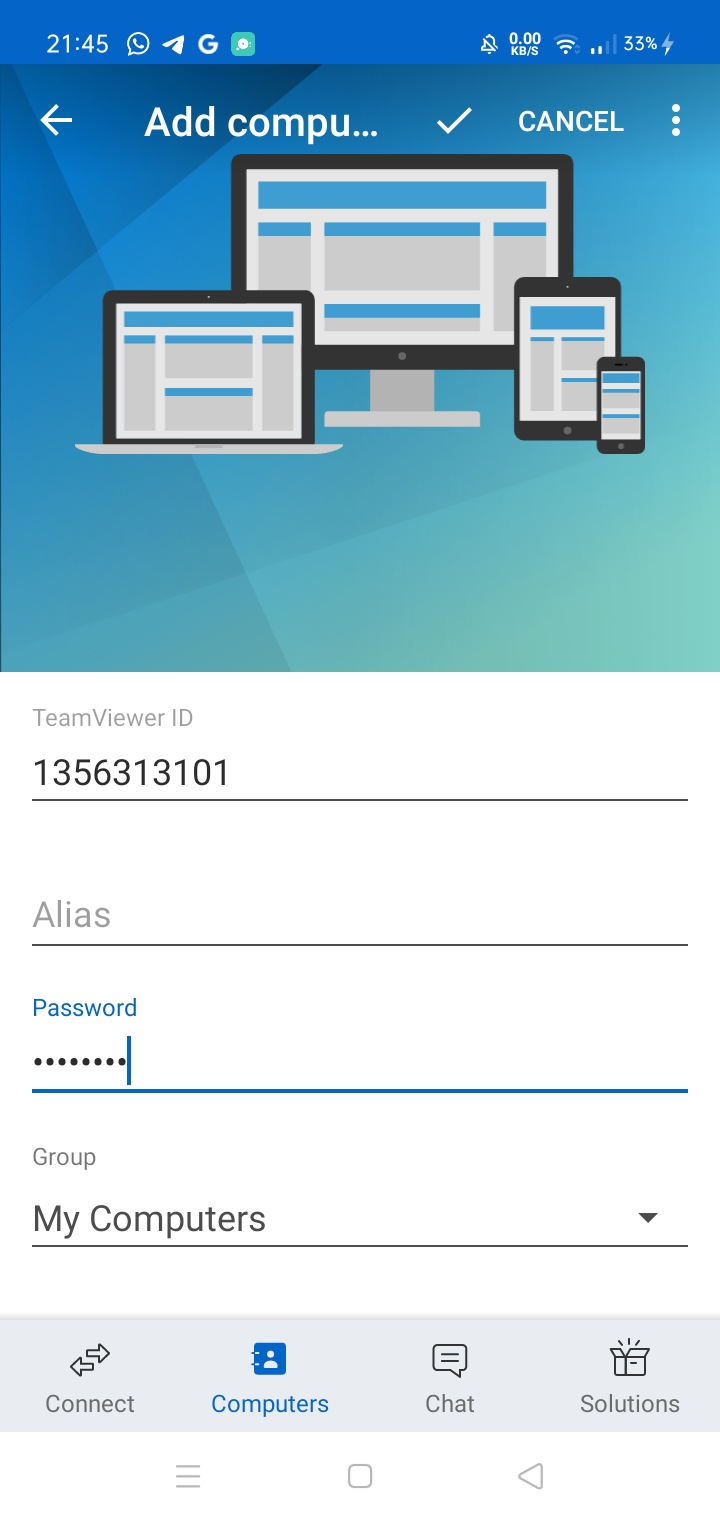 21:45 0.00 KB/S 33%
Add compu... CANCEL
TeamViewer ID
1356313101
Alias
Password
••••••••
Group
My Computers
Connect Computers Chat Solutions